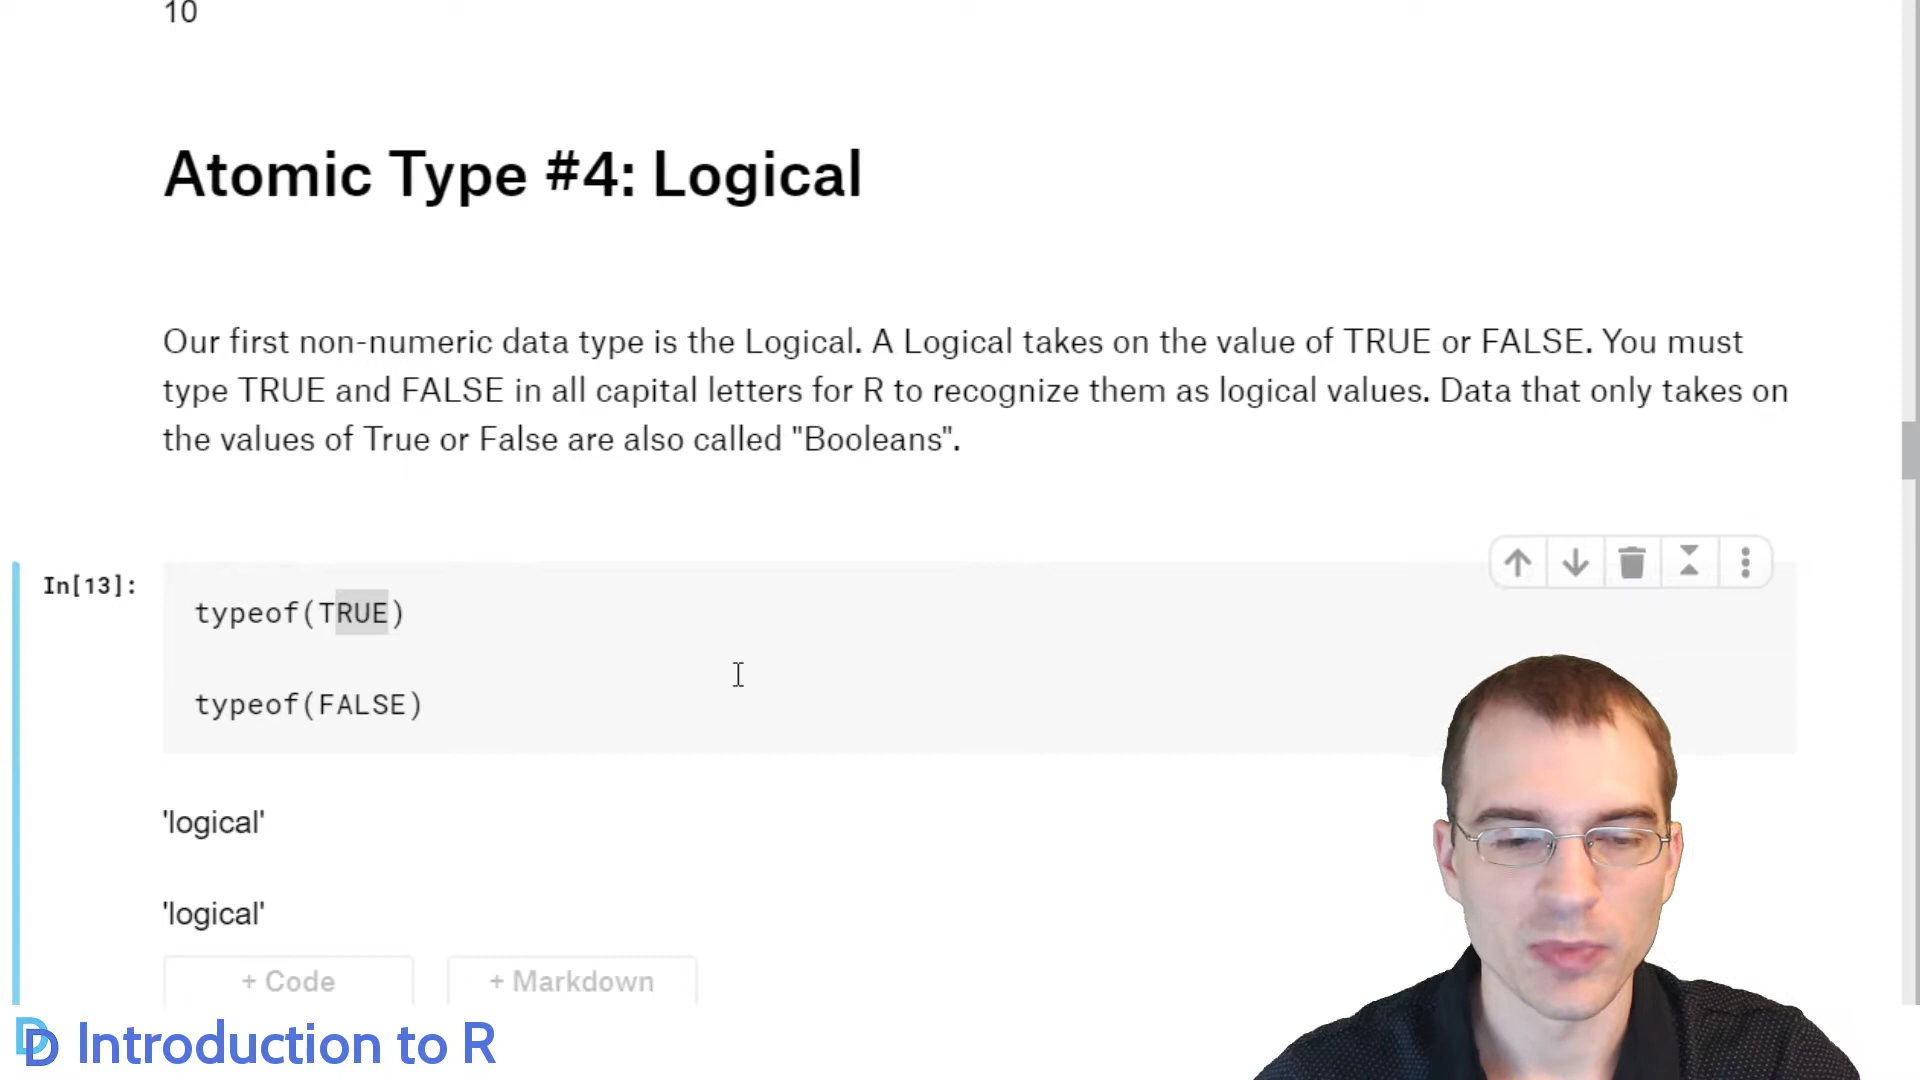 10
Atomic Type #4: Logical
Our first non-numeric data type is the Logical. A Logical takes on the value of TRUE or FALSE. You must
type TRUE and FALSE in all capital letters for R to recognize them as logical values. Data that only takes on
the values of True or False are also called "Booleans".
In[13]:
typeof(TRUE)
typeof(FALSE)
'logical'
'logical'
+ Code + Markdown
D Introduction to R